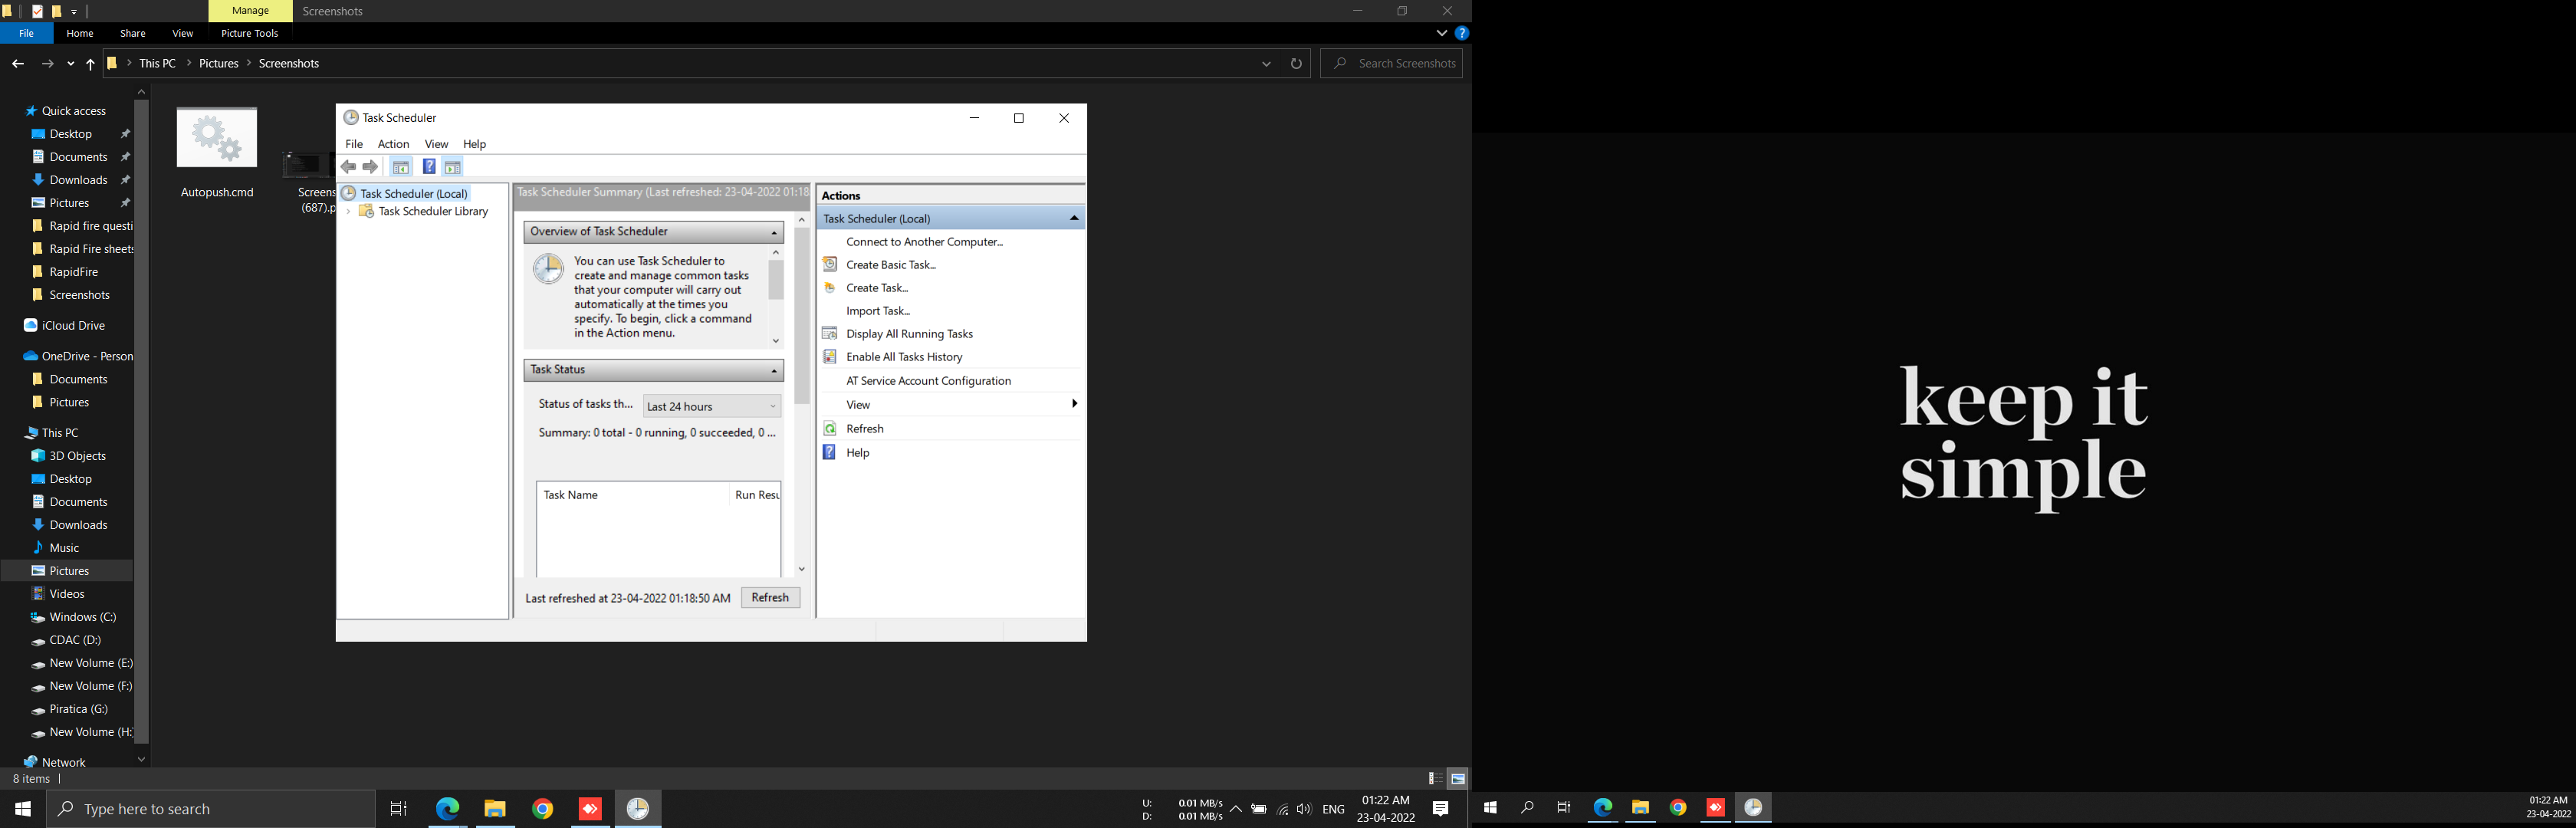 Manage
Screenshots
File
Home
Share
View
Picture Tools
This PC
Pictures
Screenshots
Search Screenshots
Quick access
Desktop
Documents
Downloads
Pictures
Rapid fire questi
Rapid Fire sheets
RapidFire
Screenshots
iCloud Drive
OneDrive - Person
Documents
Pictures
This PC
3D Objects
Desktop
Documents
Downloads
Music
Pictures
Videos
Windows (C:)
CDAC (D:)
New Volume (E:)
New Volume (F:)
Piratica (G:)
New Volume (H:)
Network
8 items
Autopush.cmd
Screens
(687).p
Task Scheduler
File Action View Help
Task Scheduler (Local)
Task Scheduler Library
Task Scheduler Summary (Last refreshed: 23-04-2022 01:18
Overview of Task Scheduler
You can use Task Scheduler to
create and manage common tasks
that your computer will carry out
automatically at the times you
specify. To begin, click a command
in the Action menu.
Task Status
Status of tasks th...
Last 24 hours
Summary: 0 total - 0 running, 0 succeeded, 0 ...
Task Name
Run Resu
Last refreshed at 23-04-2022 01:18:50 AM
Refresh
Actions
Task Scheduler (Local)
Connect to Another Computer...
Create Basic Task...
Create Task...
Import Task...
Display All Running Tasks
Enable All Tasks History
AT Service Account Configuration
View
Refresh
Help
Type here to search
U: 0.01 MB/s
D: 0.01 MB/s
ENG
01:22 AM
23-04-2022
keep it
simple
01:22 AM
23-04-2022